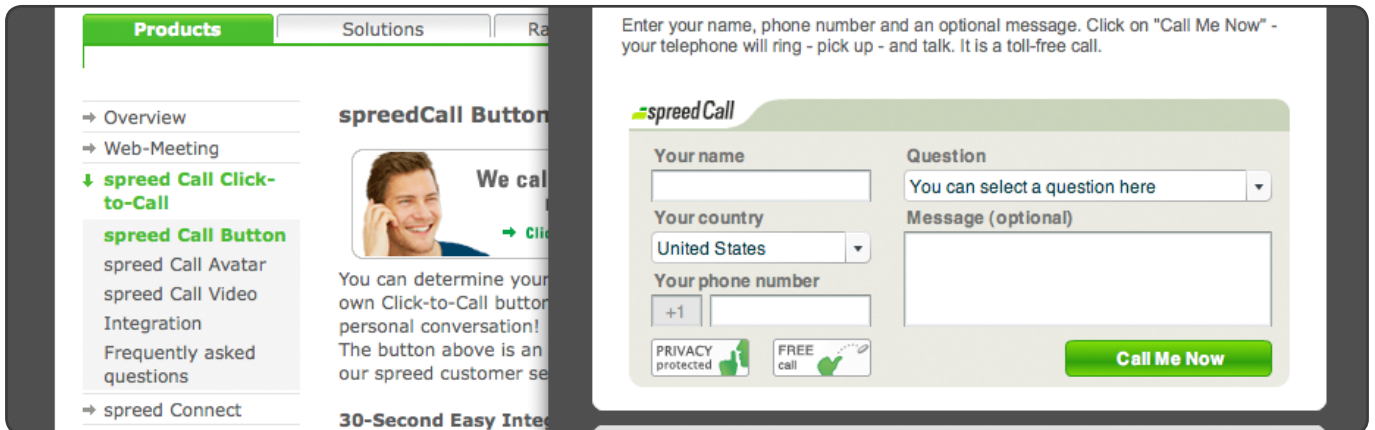 Products
Solutions
Overview
Web-Meeting
spreed Call Click-
to-Call
spreed Call Button
spreed Call Avatar
spreed Call Video
Integration
Frequently asked
questions
spreed Connect
spreedCall Button
We cal
You can determine your
own Click-to-Call button
personal conversation!
The button above is an
our spreed customer se
30-Second Easy Integ
Enter your name, phone number and an optional message. Click on "Call Me Now" -
your telephone will ring - pick up - and talk. It is a toll-free call.
spreed Call
Your name
Your country
United States
Your phone number
+1
PRIVACY
protected
FREE
call
Question
You can select a question here
Message (optional)
Call Me Now